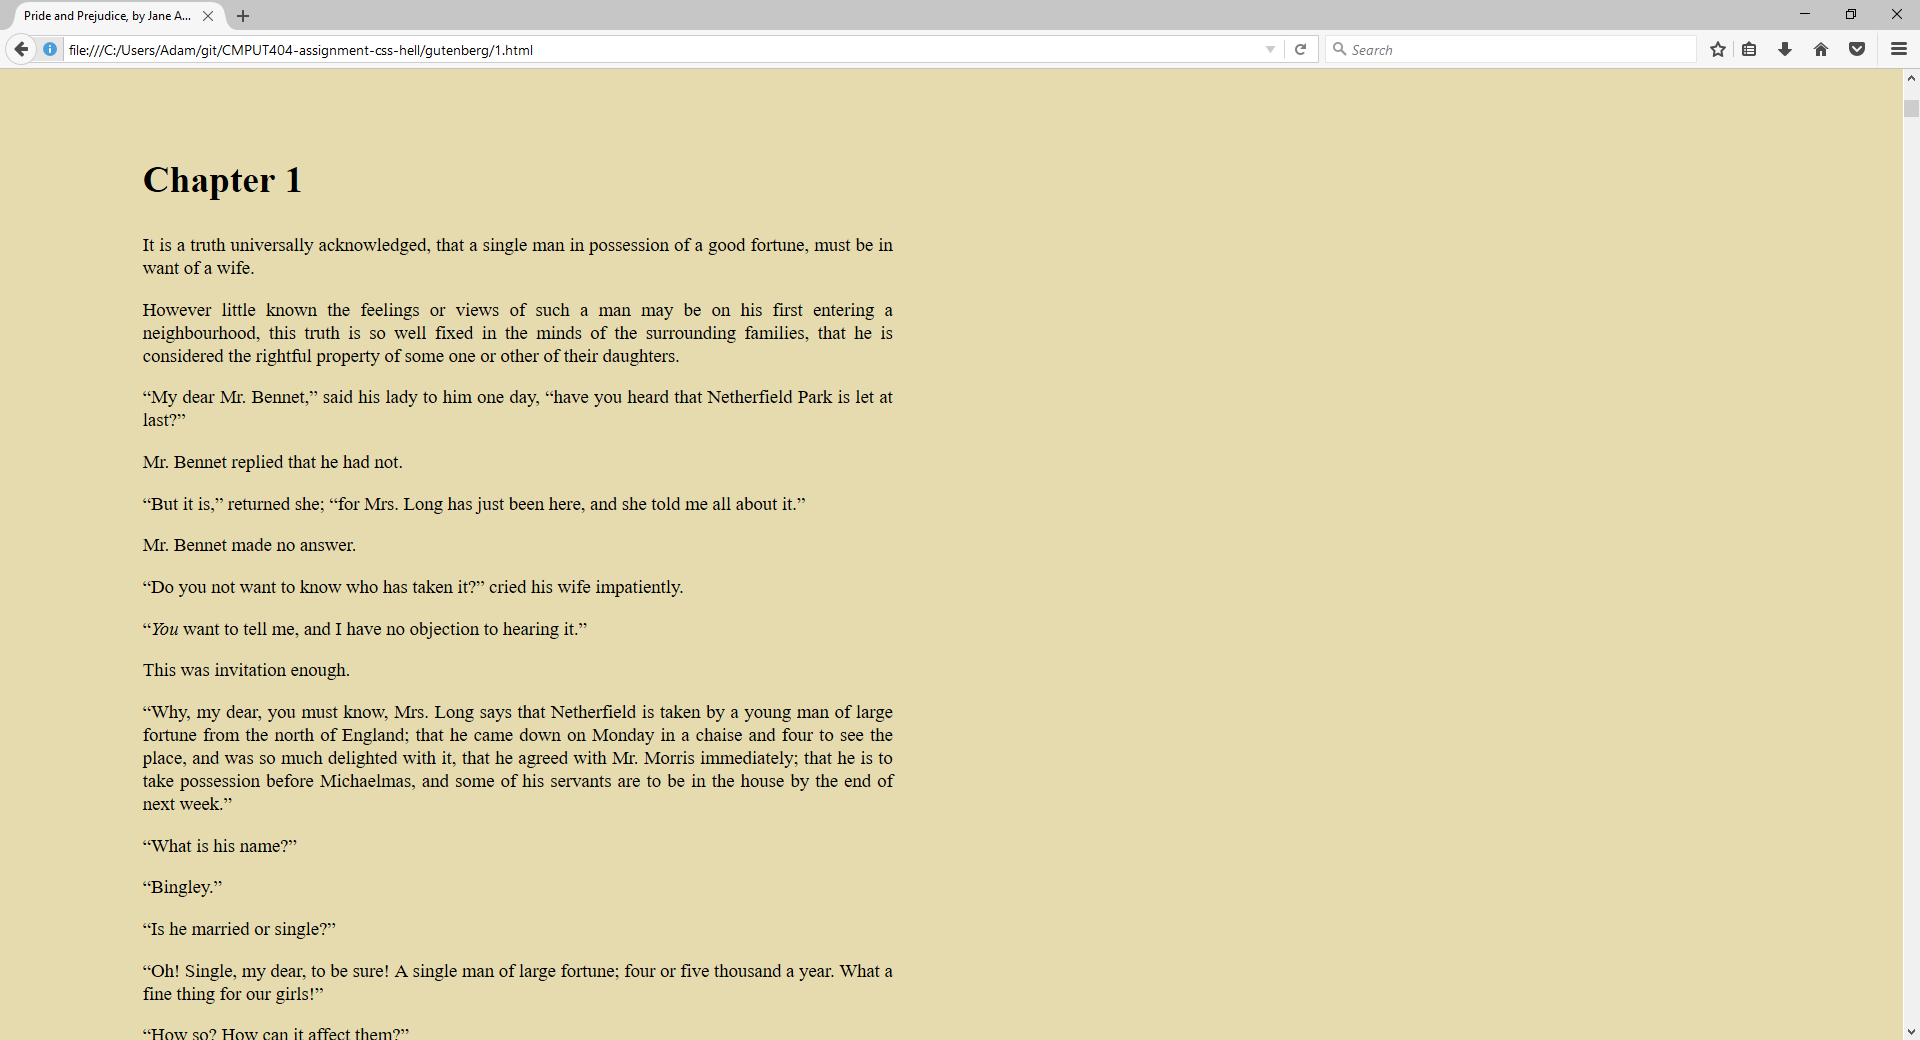 Pride and Prejudice, by Jane A...
file:///C:/Users/Adam/git/CMPUT404-assignment-css-hell/gutenberg/1.html
Search
Chapter 1
It is a truth universally acknowledged, that a single man in possession of a good fortune, must be in
want of a wife.
However little known the feelings or views of such a man may be on his first entering a
neighbourhood, this truth is so well fixed in the minds of the surrounding families, that he is
considered the rightful property of some one or other of their daughters.
“My dear Mr. Bennet,” said his lady to him one day, “have you heard that Netherfield Park is let at
last?”
Mr. Bennet replied that he had not.
“But it is,” returned she; “for Mrs. Long has just been here, and she told me all about it.”
Mr. Bennet made no answer.
“Do you not want to know who has taken it?” cried his wife impatiently.
“You want to tell me, and I have no objection to hearing it.”
This was invitation enough.
“Why, my dear, you must know, Mrs. Long says that Netherfield is taken by a young man of large
fortune from the north of England; that he came down on Monday in a chaise and four to see the
place, and was so much delighted with it, that he agreed with Mr. Morris immediately; that he is to
take possession before Michaelmas, and some of his servants are to be in the house by the end of
next week.”
“What is his name?”
“Bingley.”
“Is he married or single?”
“Oh! Single, my dear, to be sure! A single man of large fortune; four or five thousand a year. What a
fine thing for our girls!”
“How so? How can it affect them?”